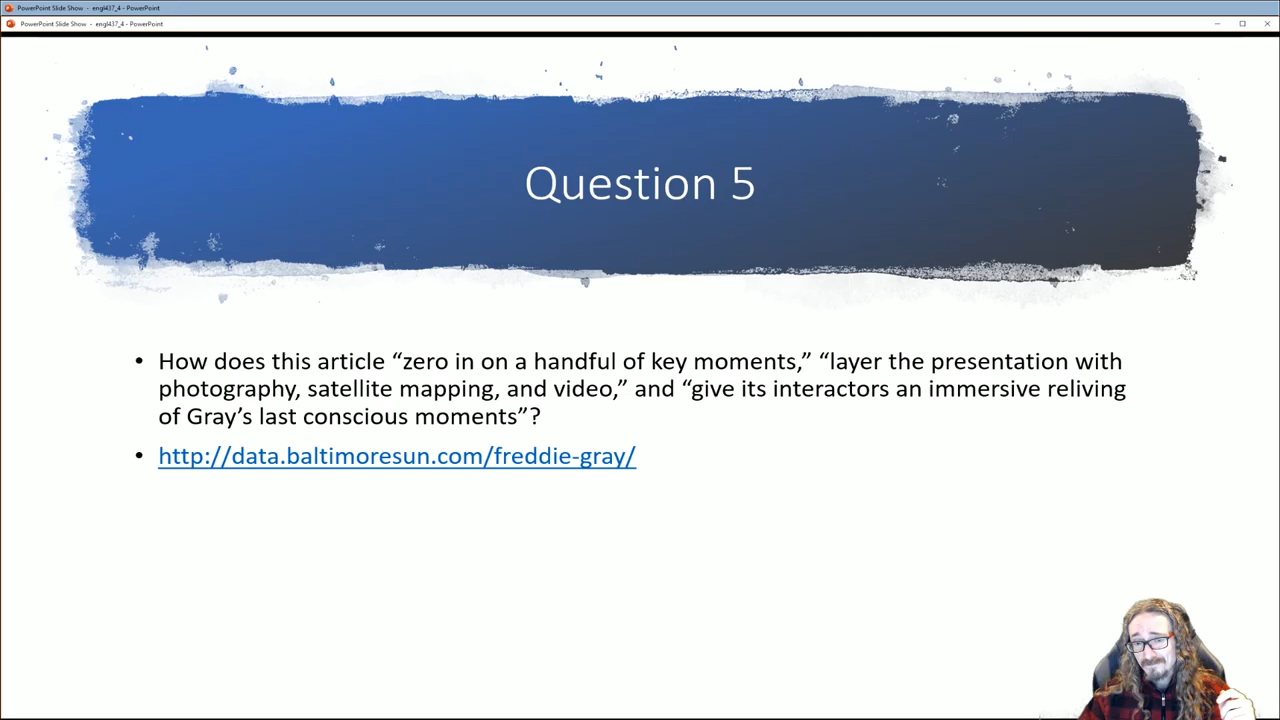 PowerPoint Slide Show - engl437_4 - PowerPoint
PowerPoint Slide Show - engl437_4 - PowerPoint
Question 5
• How does this article “zero in on a handful of key moments,” “layer the presentation with
photography, satellite mapping, and video,” and “give its interactors an immersive reliving
of Gray’s last conscious moments”?
• http://data.baltimoresun.com/freddie-gray/